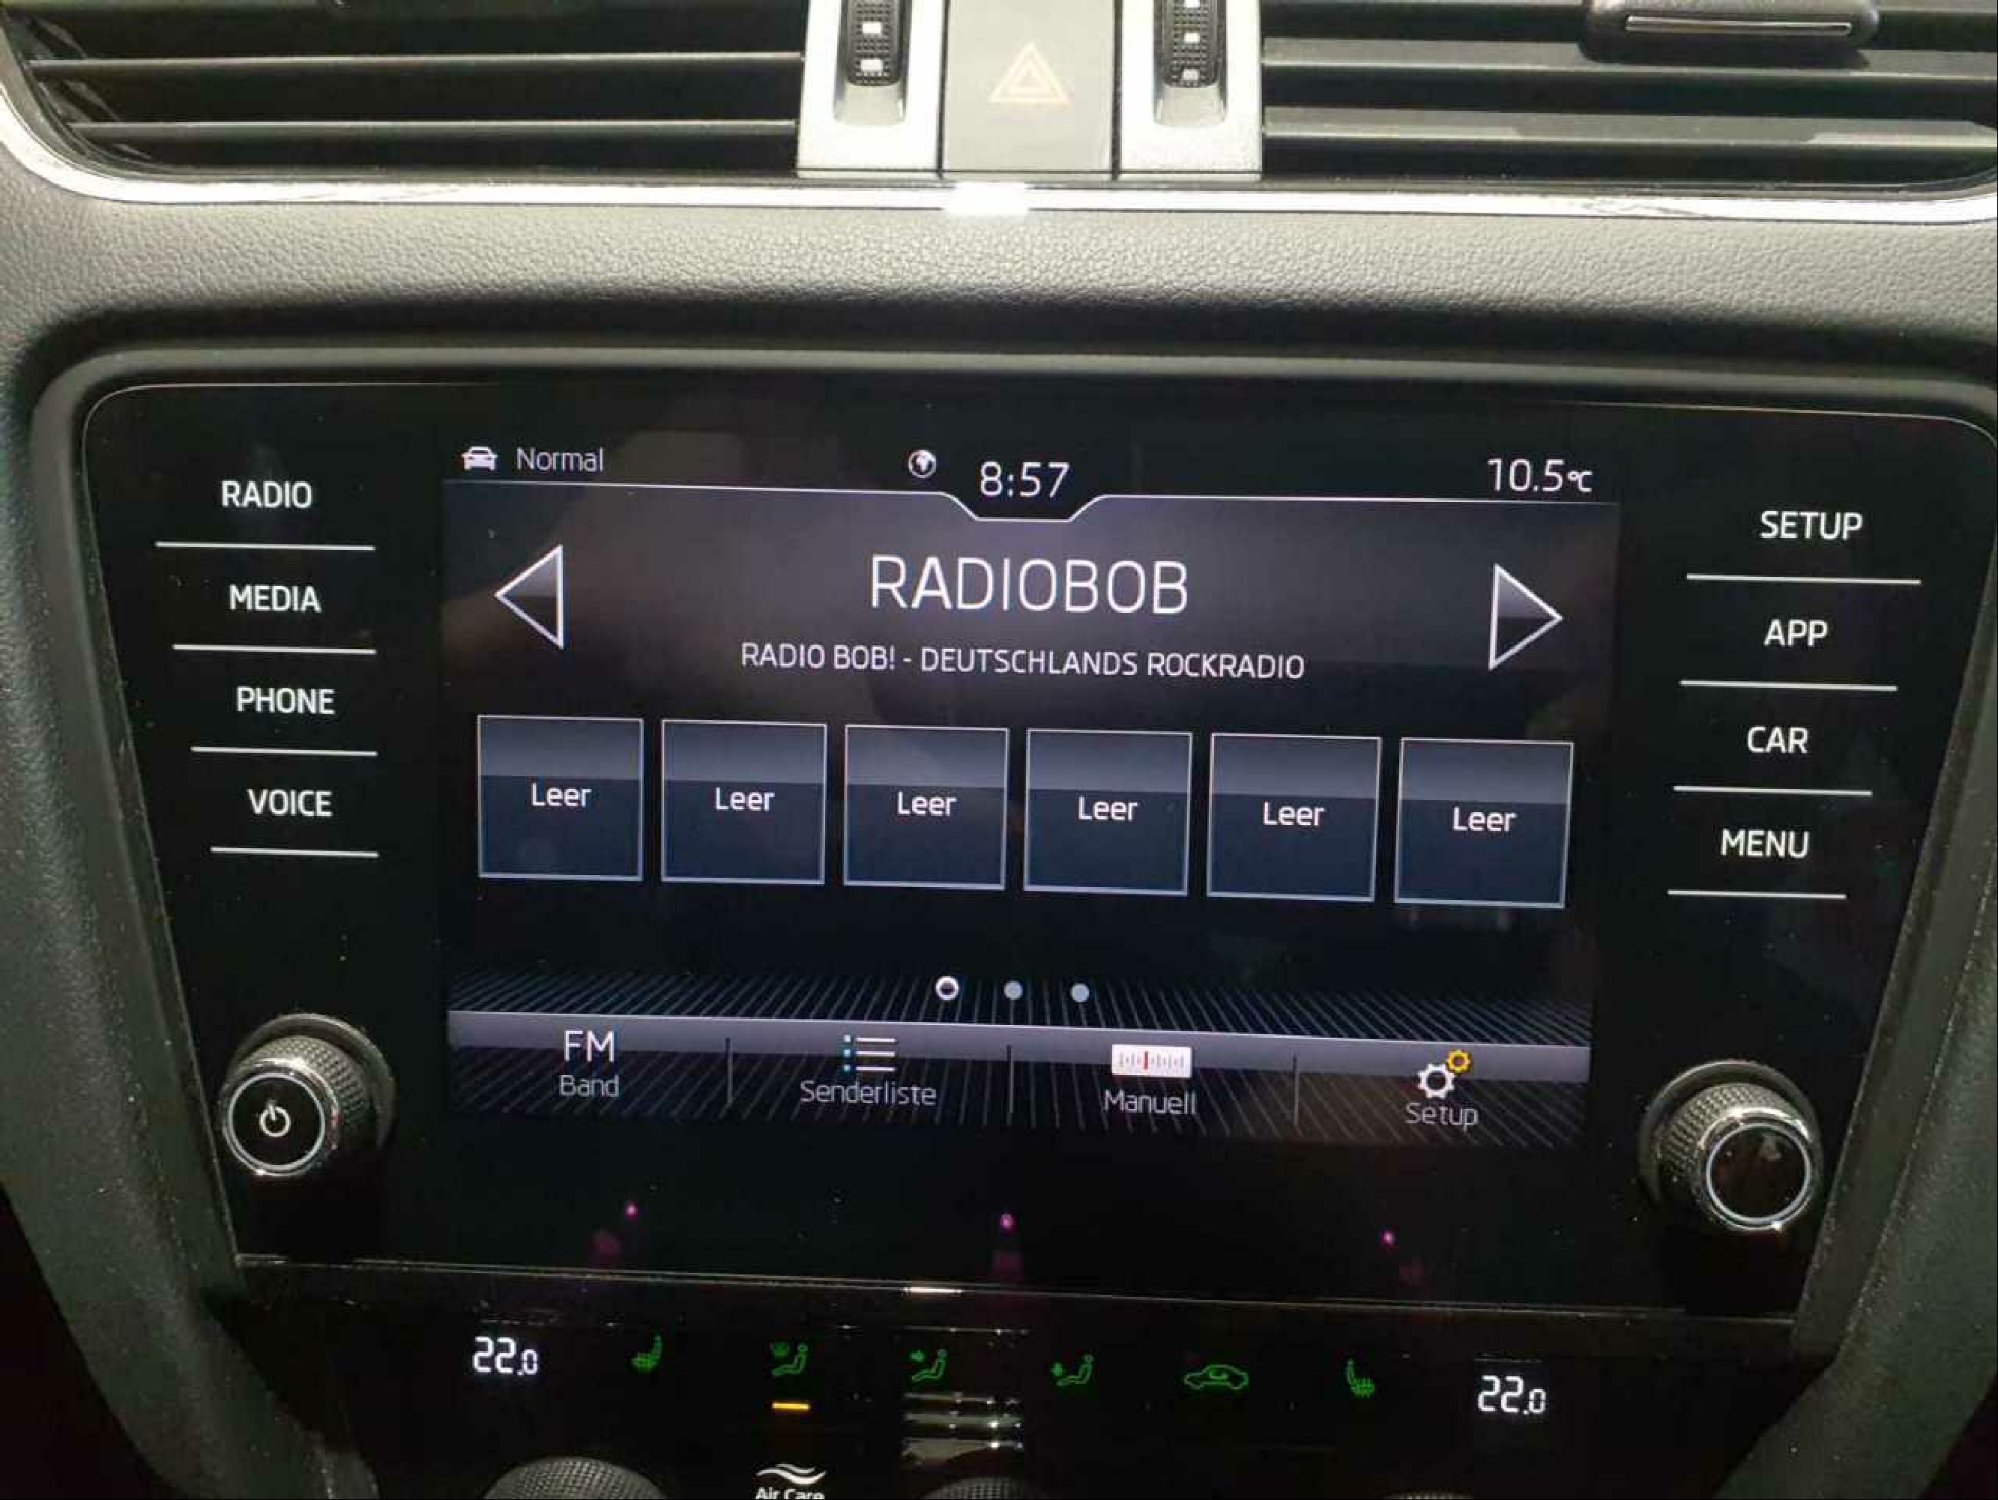 Normal
8:57
10.5°C
RADIO
MEDIA
PHONE
VOICE
RADIOBOB
RADIO BOB! - DEUTSCHLANDS ROCKRADIO
Leer
Leer
Leer
Leer
Leer
Leer
FM
Band
Senderliste
Manuell
Setup
SETUP
APP
CAR
MENU
22.0
22.0
Air Care